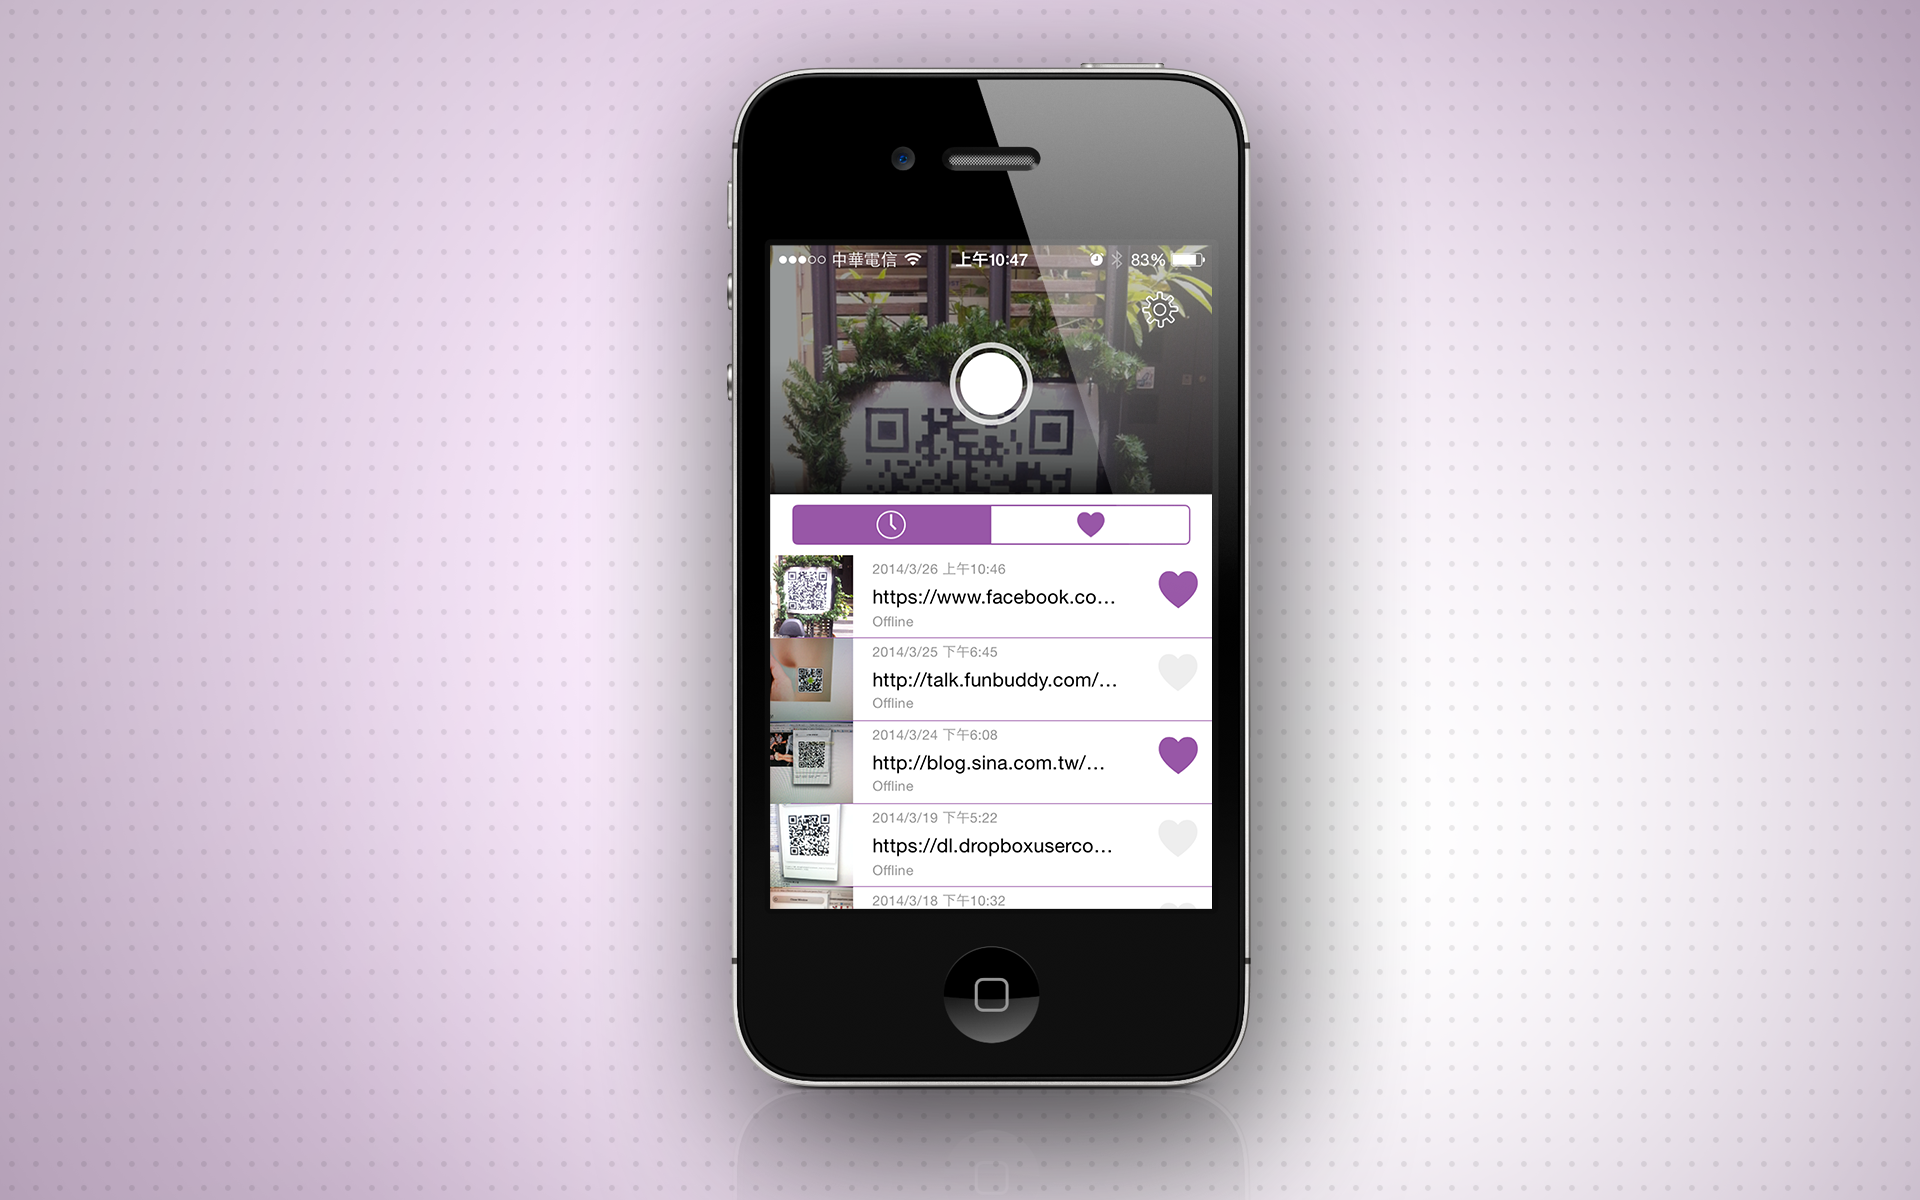 中華電信 上午10:47 83%
2014/3/26 上午10:46
https://www.facebook.co...
Offline
2014/3/25 下午6:45
http://talk.funbuddy.com/...
Offline
2014/3/24 下午6:08
http://blog.sina.com.tw/...
Offline
2014/3/19 下午5:22
https://dl.dropboxuserco...
Offline
2014/3/18 下午10:32